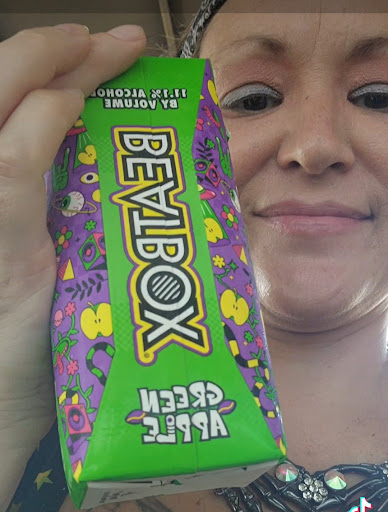 11.1% ALCOHOL
BY VOLUME
BEATBOX
GREEN
APPLE